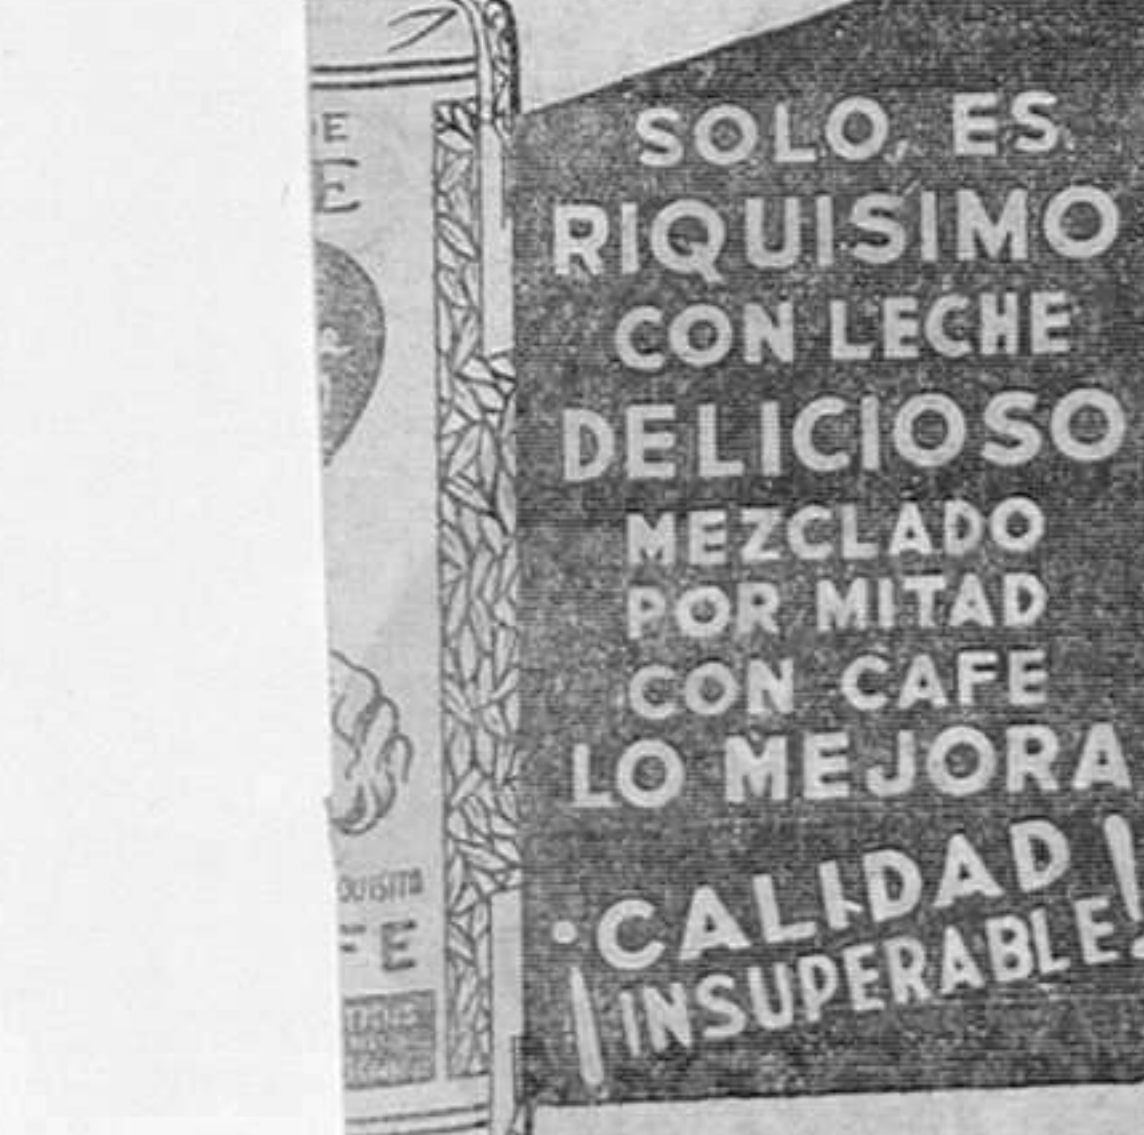 SOLO, ES
RIQUISIMO
CON LECHE
DELICIOSO
MEZCLADO
POR MITAD
CON CAFE
LO MEJORA
¡CALIDAD
INSUPERABLE!